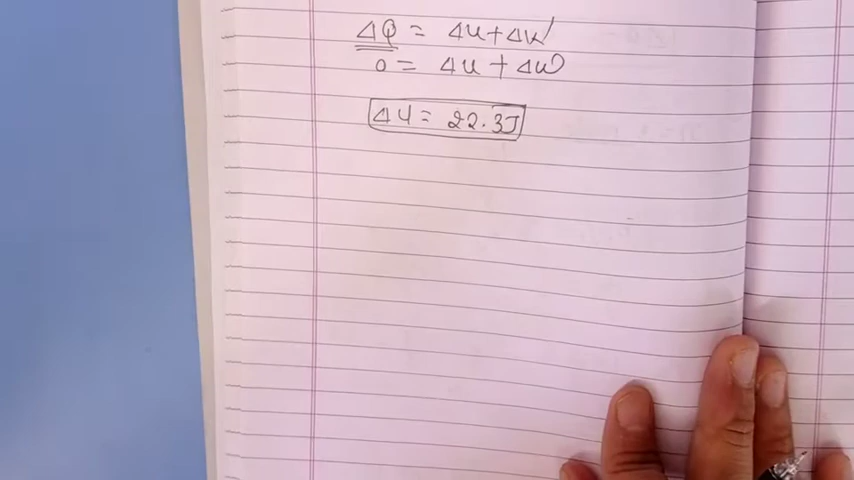 ΔQ = Δu+Δw
0 = Δu + Δw
Δu = 22.3J